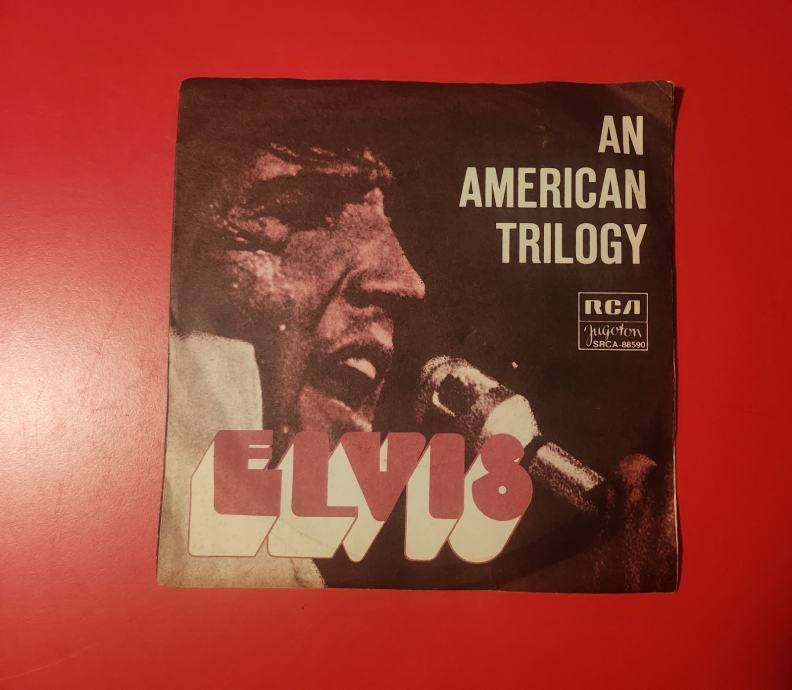 AN
AMERICAN
TRILOGY
RCA
Jugoton
SRCA-88590
ELVIS